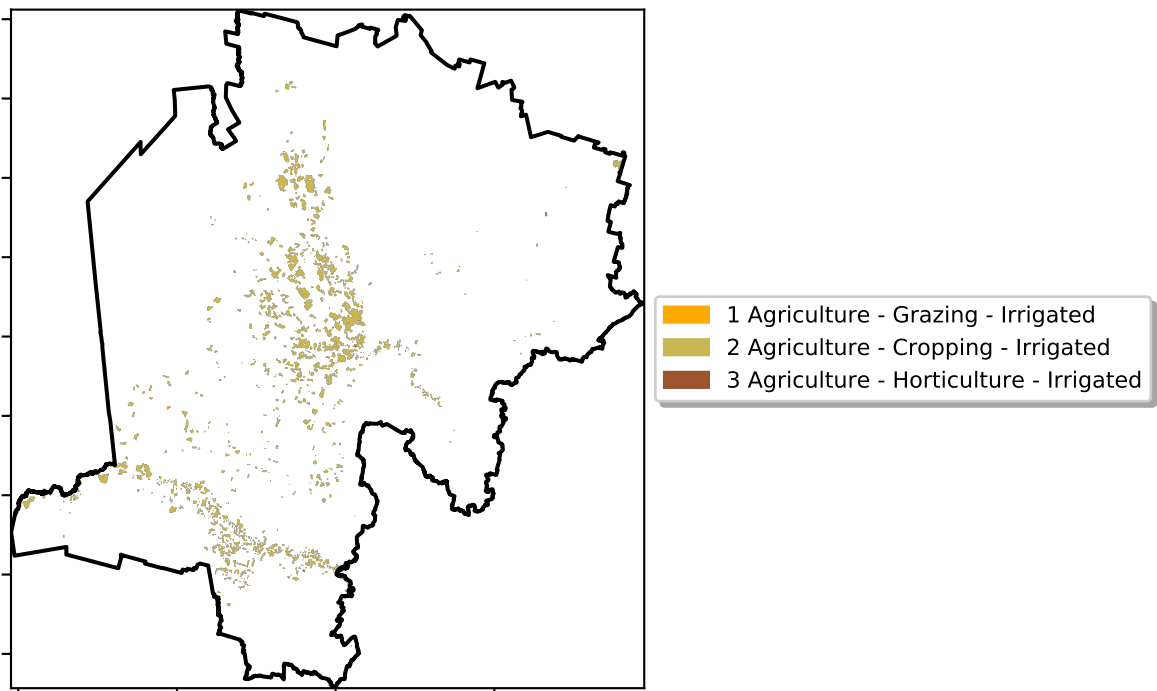 1 Agriculture - Grazing - Irrigated
2 Agriculture - Cropping - Irrigated
3 Agriculture - Horticulture - Irrigated